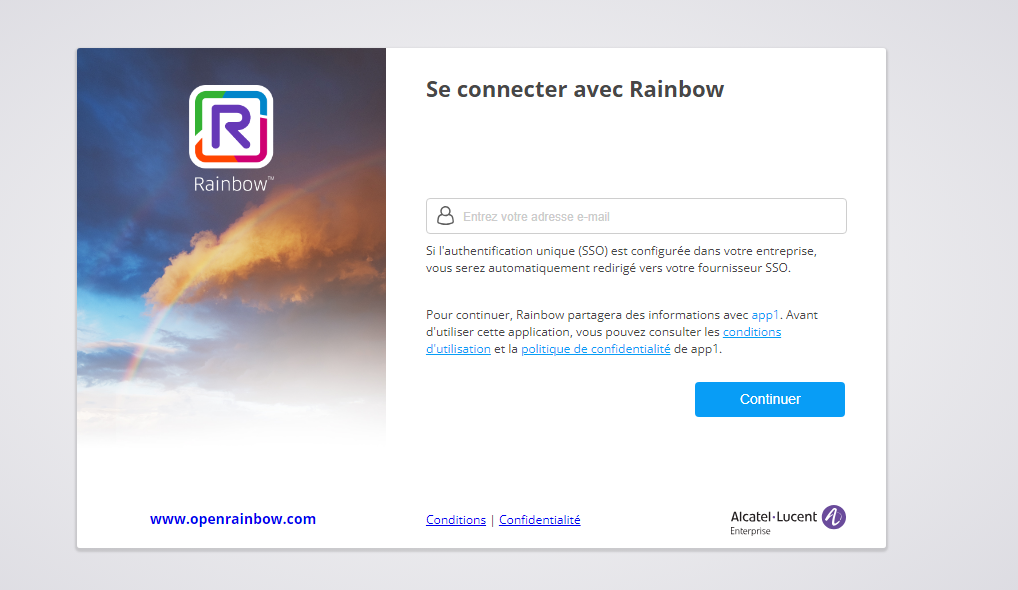 Se connecter avec Rainbow
R
Rainbow™
Entrez votre adresse e-mail
Si l'authentification unique (SSO) est configurée dans votre entreprise,
vous serez automatiquement redirigé vers votre fournisseur SSO.
Pour continuer, Rainbow partagera des informations avec app1. Avant
d'utiliser cette application, vous pouvez consulter les conditions
d'utilisation et la politique de confidentialité de app1.
Continuer
www.openrainbow.com
Conditions | Confidentialité
Alcatel·Lucent
Enterprise